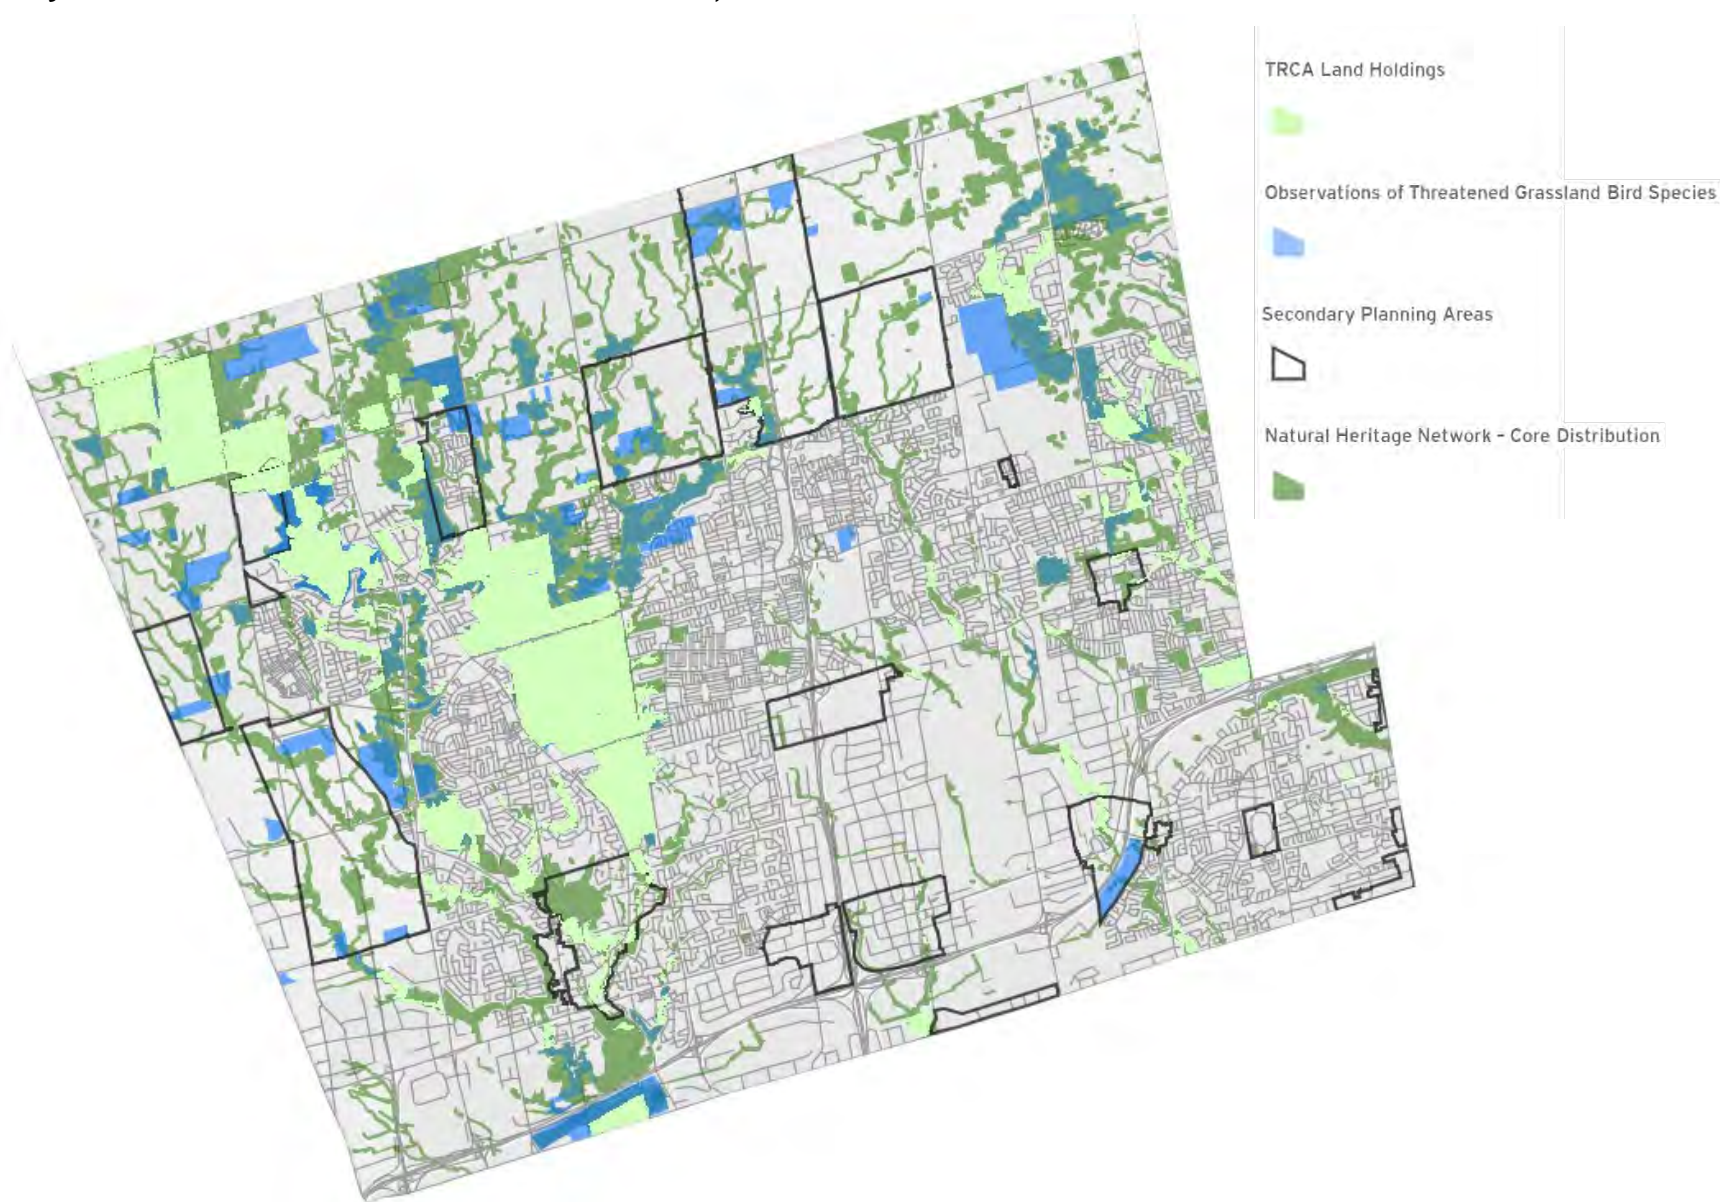 TRCA Land Holdings
Observations of Threatened Grassland Bird Species
Secondary Planning Areas
Natural Heritage Network - Core Distribution